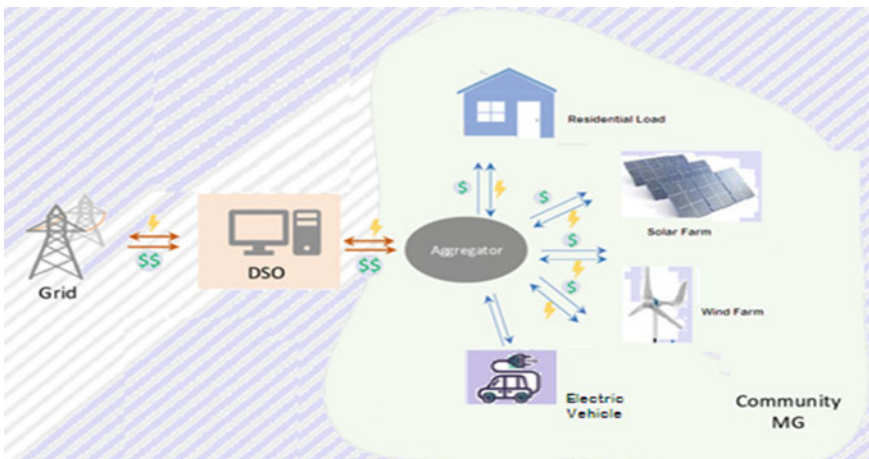 Residential Load
$
$
Solar Farm
Aggregator
$
$$
DSO
$$
Grid
$
Wind Farm
Electric
Vehicle
Community
MG